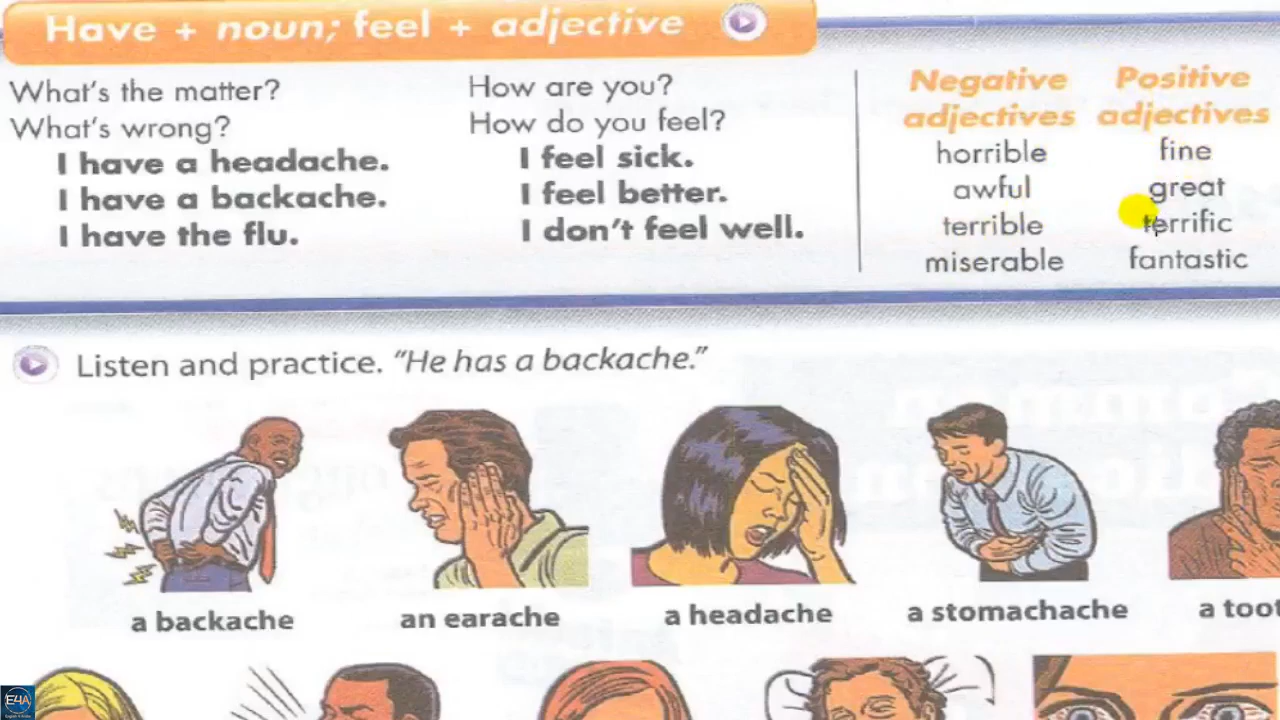 Have + noun; feel + adjective
What's the matter?
What's wrong?
I have a headache.
I have a backache.
I have the flu.
How are you?
How do you feel?
I feel sick.
I feel better.
I don't feel well.
Negative adjectives
horrible
awful
terrible
miserable
Positive adjectives
fine
great
terrific
fantastic
Listen and practice. "He has a backache."
a backache
an earache
a headache
a stomachache
a toot
E4A